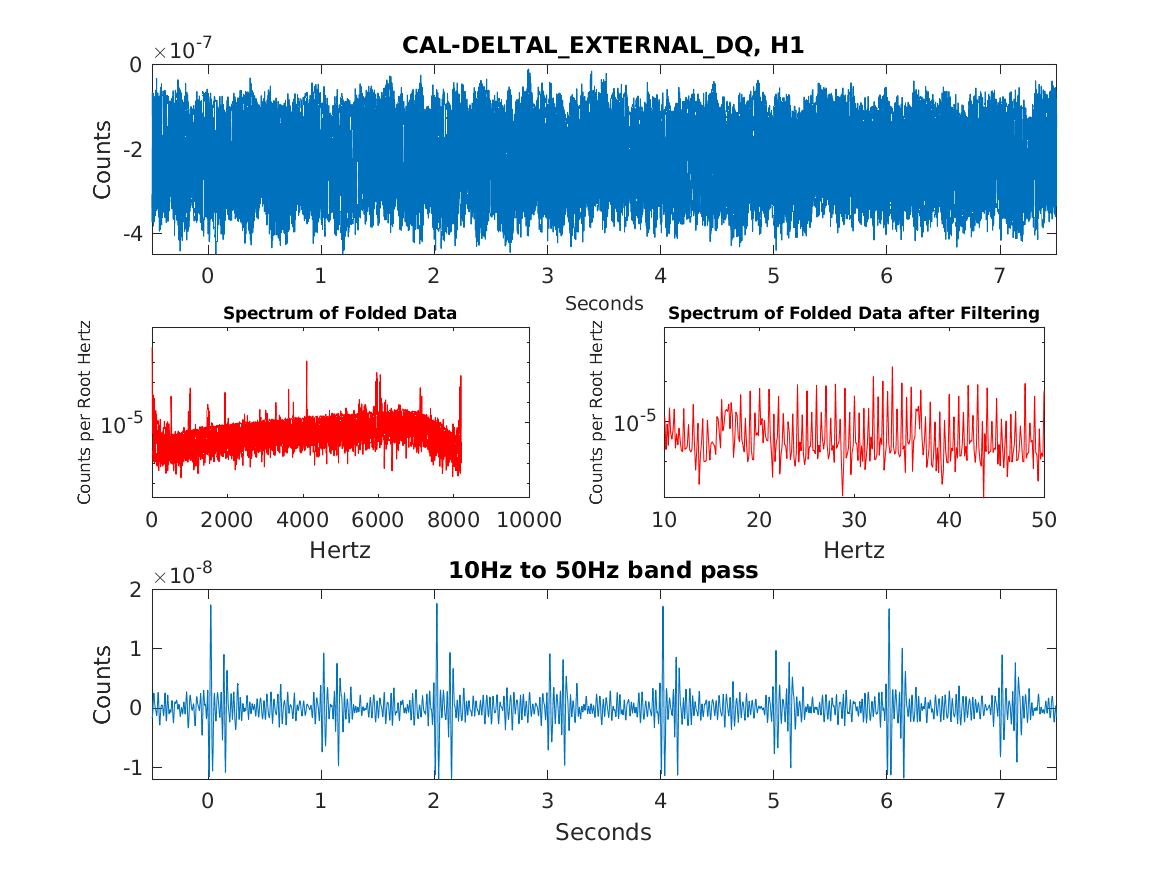 ×10-7
CAL-DELTAL_EXTERNAL_DQ, H1
0
-2
-4
Counts
0 1 2 3 4 5 6 7
Seconds
Spectrum of Folded Data
10-5
Counts per Root Hertz
0 2000 4000 6000 8000 10000
Hertz
Spectrum of Folded Data after Filtering
10-5
Counts per Root Hertz
10 20 30 40 50
Hertz
×10-8
10Hz to 50Hz band pass
2
1
0
-1
Counts
0 1 2 3 4 5 6 7
Seconds